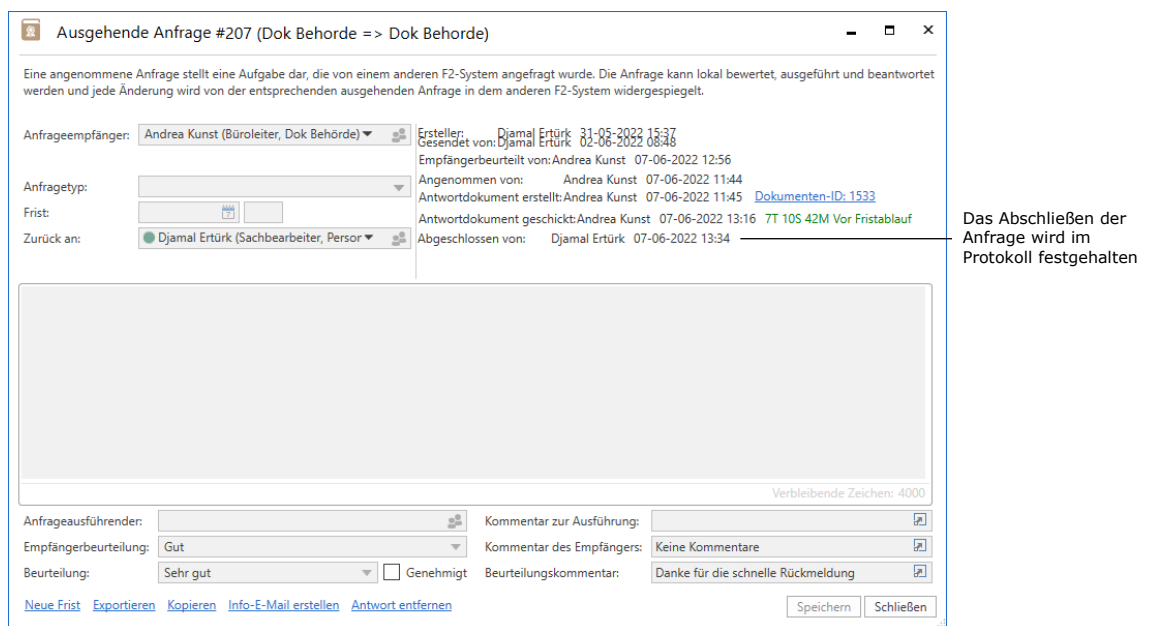 Ausgehende Anfrage #207 (Dok Behorde => Dok Behorde)
Eine angenommene Anfrage stellt eine Aufgabe dar, die von einem anderen F2-System angefragt wurde. Die Anfrage kann lokal bewertet, ausgeführt und beantwortet
werden und jede Änderung wird von der entsprechenden ausgehenden Anfrage in dem anderen F2-System widergespiegelt.
Anfrageempfänger: Andrea Kunst (Büroleiter, Dok Behörde)
Anfragetyp:
Frist:
Zurück an: Djamal Ertürk (Sachbearbeiter, Person
Ersteller: Djamal Ertürk 31-05-2022 15:37
Gesendet von: Djamal Ertürk 02-06-2022 08:48
Empfängerbeurteilt von: Andrea Kunst 07-06-2022 12:56
Angenommen von: Andrea Kunst 07-06-2022 11:44
Antwortdokument erstellt: Andrea Kunst 07-06-2022 11:45 Dokumenten-ID: 1533
Antwortdokument geschickt: Andrea Kunst 07-06-2022 13:16 7T 10S 42M Vor Fristablauf
Abgeschlossen von: Djamal Ertürk 07-06-2022 13:34
Das Abschließen der
Anfrage wird im
Protokoll festgehalten
Verbleibende Zeichen: 4000
Anfrageausführender: Kommentar zur Ausführung:
Empfängerbeurteilung: Gut Kommentar des Empfängers: Keine Kommentare
Beurteilung: Sehr gut Genehmigt Beurteilungskommentar: Danke für die schnelle Rückmeldung
Neue Frist Exportieren Kopieren Info-E-Mail erstellen Antwort entfernen Speichern Schließen